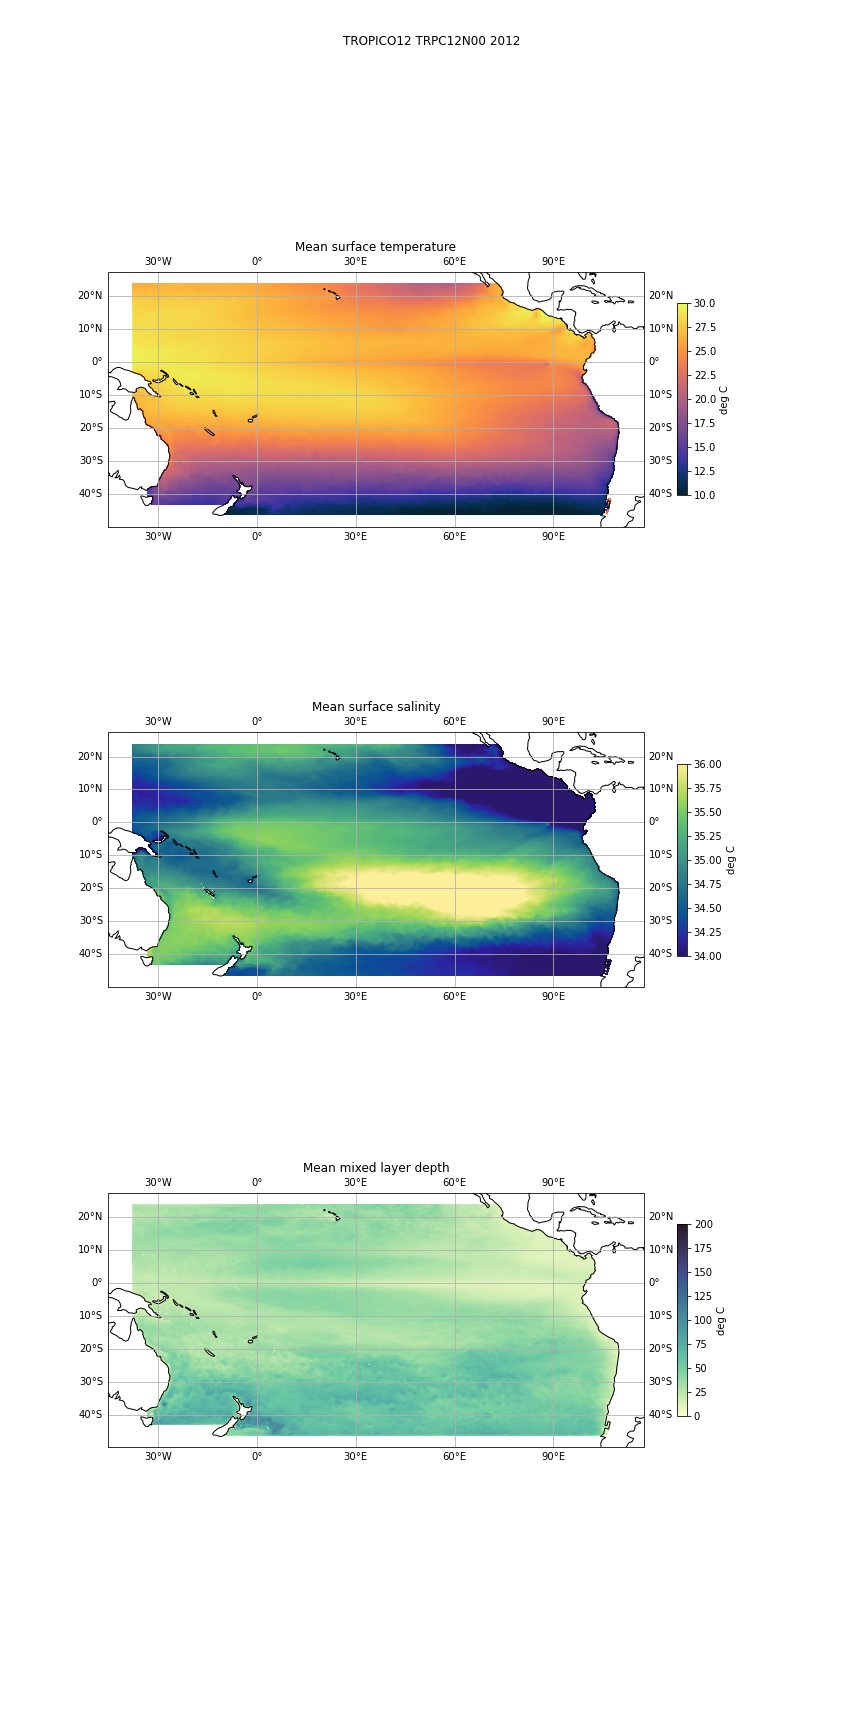 TROPICO12 TRPC12N00 2012
Mean surface temperature
30°W 0° 30°E 60°E 90°E
20°N 20°N
10°N 10°N
0° 0°
10°S 10°S
20°S 20°S
30°S 30°S
40°S 40°S
30°W 0° 30°E 60°E 90°E
30.0
27.5
25.0
22.5
20.0
17.5
15.0
12.5
10.0
deg C
Mean surface salinity
30°W 0° 30°E 60°E 90°E
20°N 20°N
10°N 10°N
0° 0°
10°S 10°S
20°S 20°S
30°S 30°S
40°S 40°S
30°W 0° 30°E 60°E 90°E
36.00
35.75
35.50
35.25
35.00
34.75
34.50
34.25
34.00
deg C
Mean mixed layer depth
30°W 0° 30°E 60°E 90°E
20°N 20°N
10°N 10°N
0° 0°
10°S 10°S
20°S 20°S
30°S 30°S
40°S 40°S
30°W 0° 30°E 60°E 90°E
200
175
150
125
100
75
50
25
0
deg C